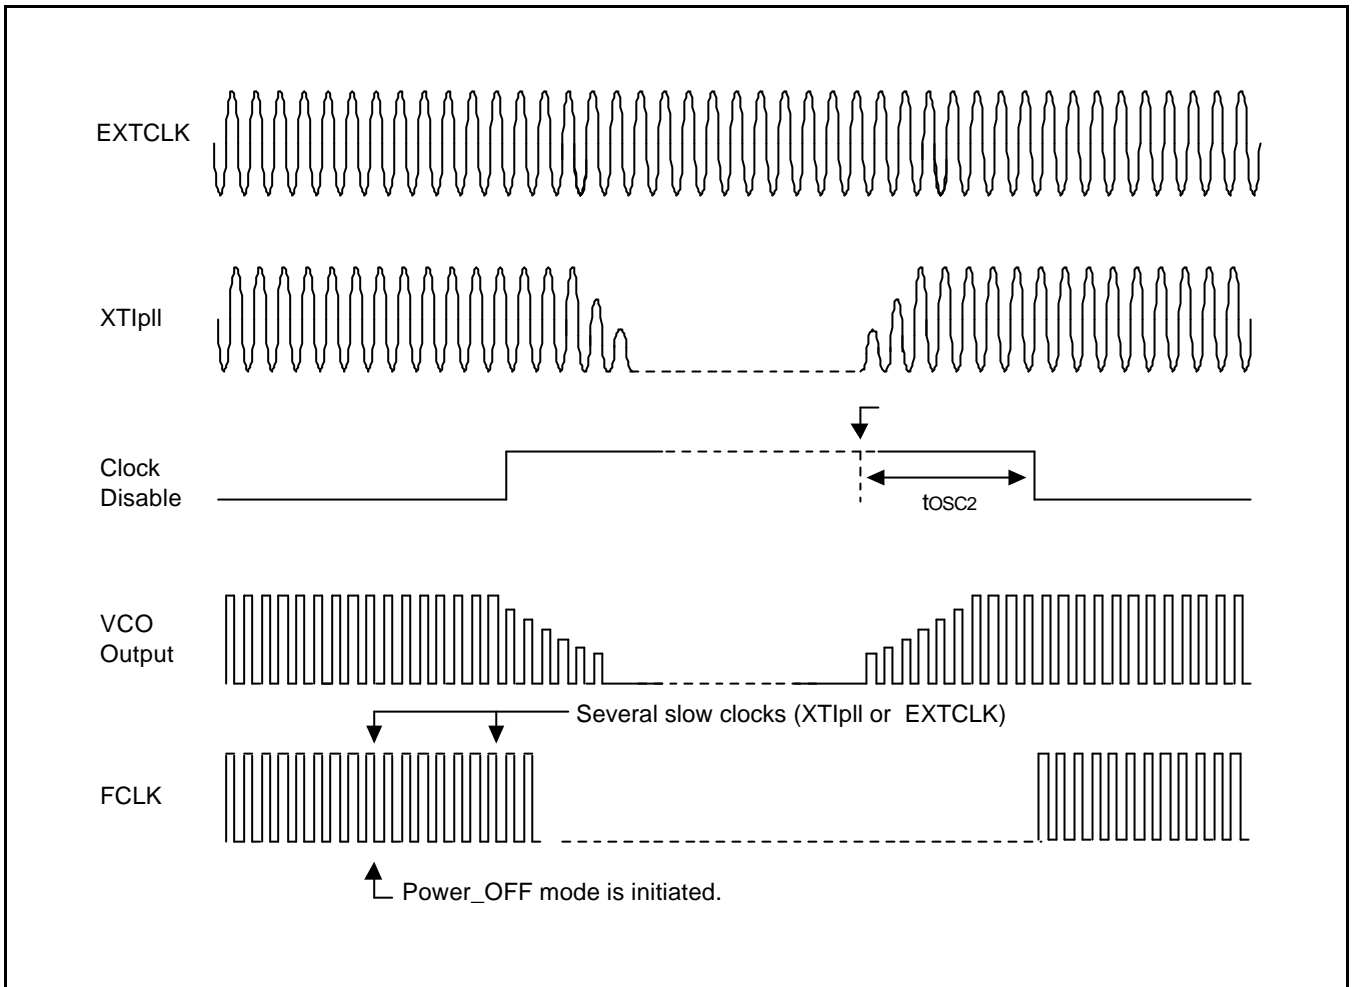 EXTCLK
XTIpll
Clock
Disable
tOSC2
VCO
Output
Several slow clocks (XTIpll or EXTCLK)
FCLK
Power_OFF mode is initiated.